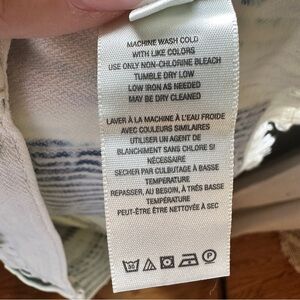 MACHINE WASH COLD
WITH LIKE COLORS
USE ONLY NON-CHLORINE BLEACH
TUMBLE DRY LOW
LOW IRON AS NEEDED
MAY BE DRY CLEANED
LAVER À LA MACHINE À L'EAU FROIDE
AVEC COULEURS SIMILAIRES
UTILISER UN AGENT DE
BLANCHIMENT SANS CHLORE SI
NÉCESSAIRE
SECHER PAR CULBUTAGE À BASSE
TEMPÉRATURE
REPASSER, AU BESOIN, À TRÈS BASSE
TEMPÉRATURE
PEUT-ÊTRE ÊTRE NETTOYÉE À SEC
30 P